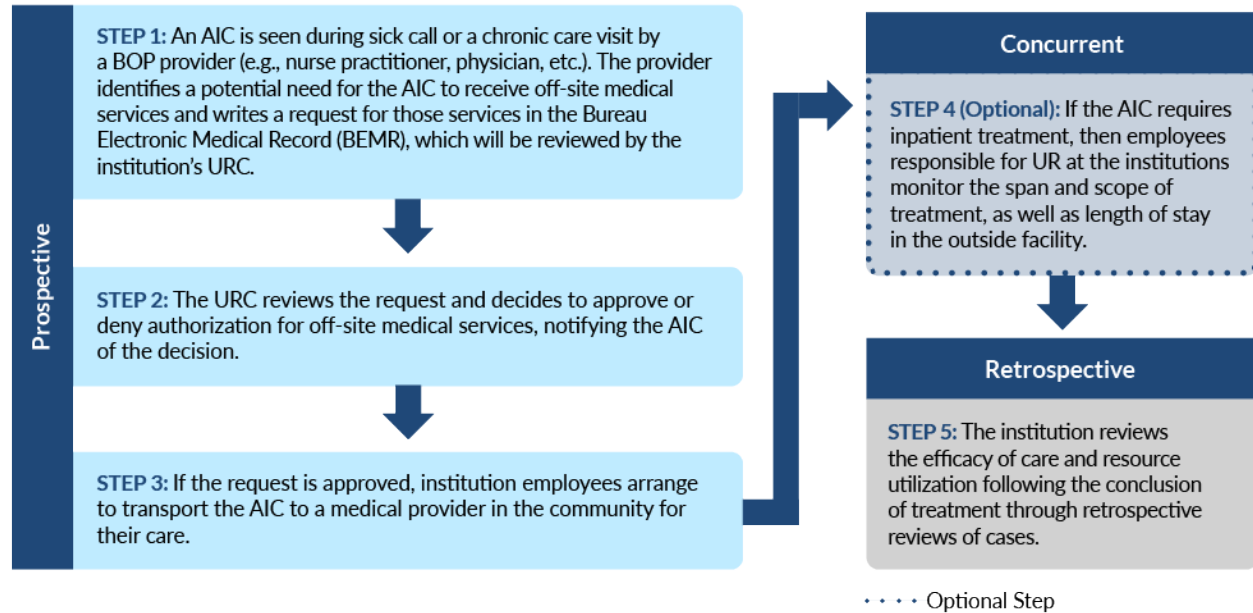 Prospective
STEP 1: An AIC is seen during sick call or a chronic care visit by
a BOP provider (e.g., nurse practitioner, physician, etc.). The provider
identifies a potential need for the AIC to receive off-site medical
services and writes a request for those services in the Bureau
Electronic Medical Record (BEMR), which will be reviewed by the
institution’s URC.
STEP 2: The URC reviews the request and decides to approve or
deny authorization for off-site medical services, notifying the AIC
of the decision.
STEP 3: If the request is approved, institution employees arrange
to transport the AIC to a medical provider in the community for
their care.
Concurrent
STEP 4 (Optional): If the AIC requires
inpatient treatment, then employees
responsible for UR at the institutions
monitor the span and scope of
treatment, as well as length of stay
in the outside facility.
Retrospective
STEP 5: The institution reviews
the efficacy of care and resource
utilization following the conclusion
of treatment through retrospective
reviews of cases.
Optional Step